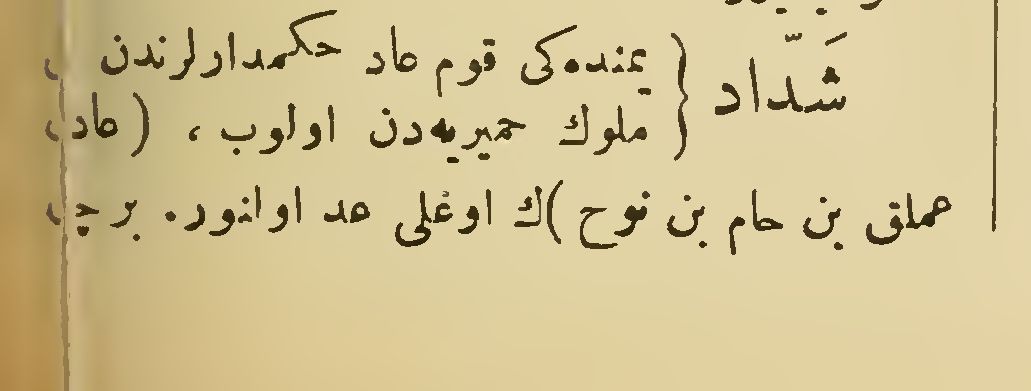 شَدّاد { یمنده‌کی قوم عاد حکمدارلرندن
ملوك حمیریه‌دن اولوب ، (عاد
عملق بن حام بن نوح)ك اوغلی عد اولنور. بر